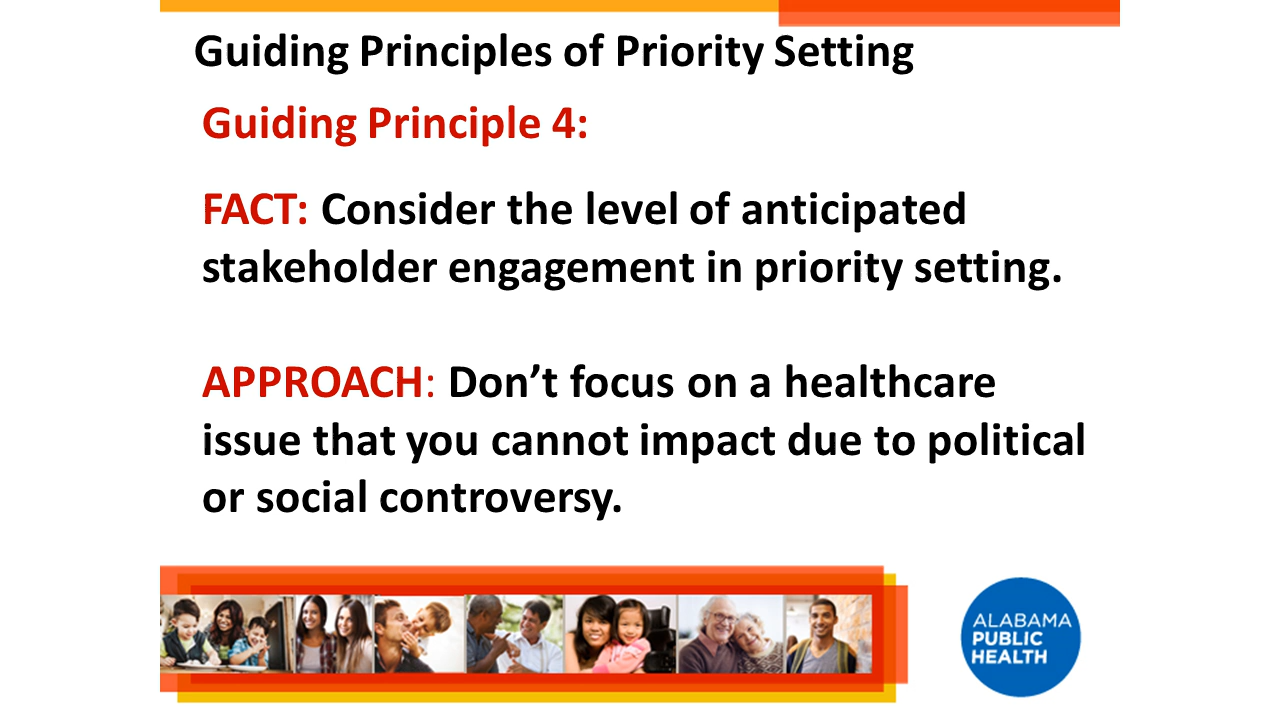 Guiding Principles of Priority Setting
Guiding Principle 4:
FACT: Consider the level of anticipated
stakeholder engagement in priority setting.
APPROACH: Don’t focus on a healthcare
issue that you cannot impact due to political
or social controversy.
ALABAMA
PUBLIC
HEALTH